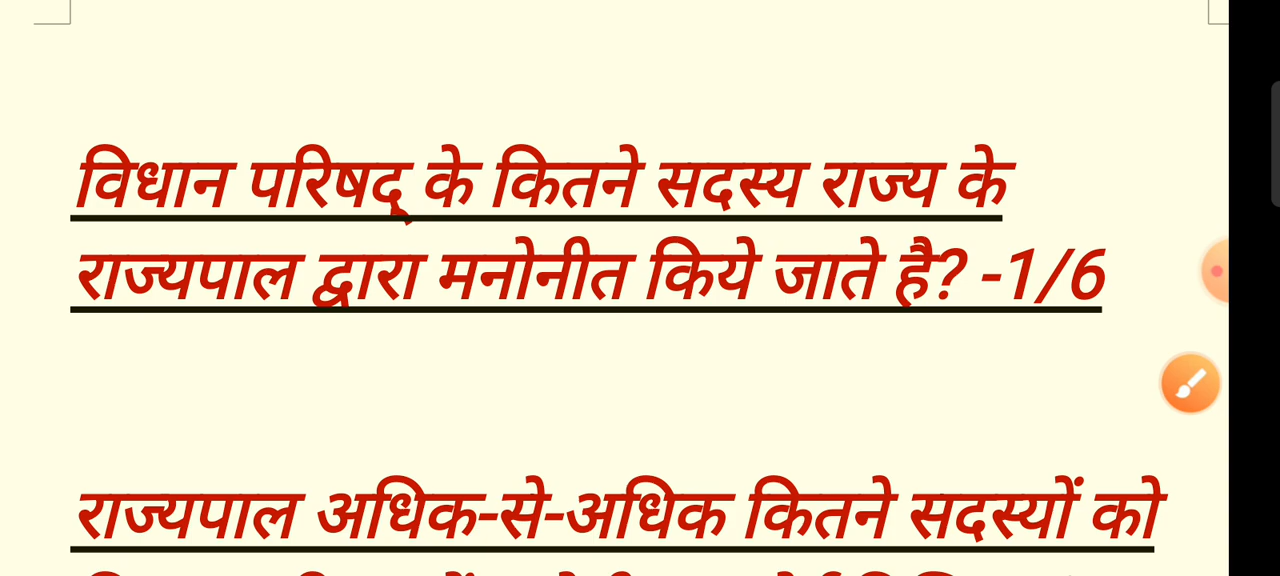 विधान परिषद् के कितने सदस्य राज्य के
राज्यपाल द्वारा मनोनीत किये जाते है? -1/6
राज्यपाल अधिक-से-अधिक कितने सदस्यों को